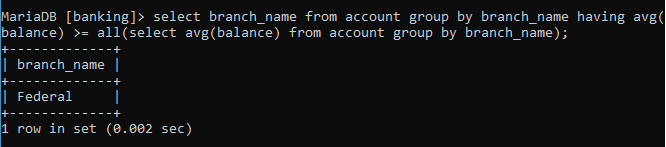 MariaDB [banking]> select branch_name from account group by branch_name having avg(
balance) >= all(select avg(balance) from account group by branch_name);
+-------------+
| branch_name |
+-------------+
| Federal     |
+-------------+
1 row in set (0.002 sec)